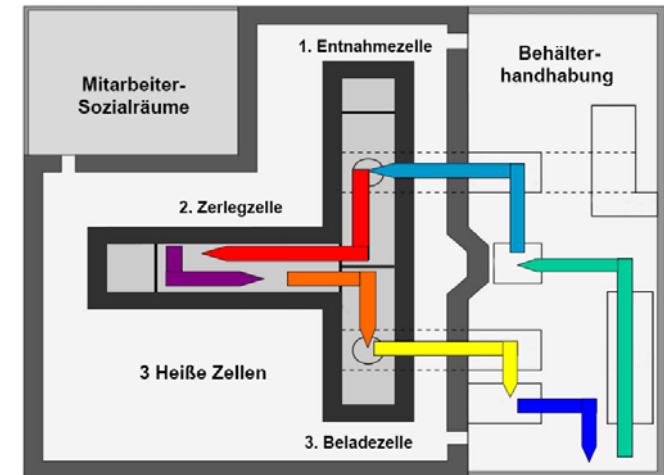 1. Entnahmezelle
Behälter-
handhabung
Mitarbeiter-
Sozialräume
2. Zerlegzelle
3 Heiße Zellen
3. Beladezelle